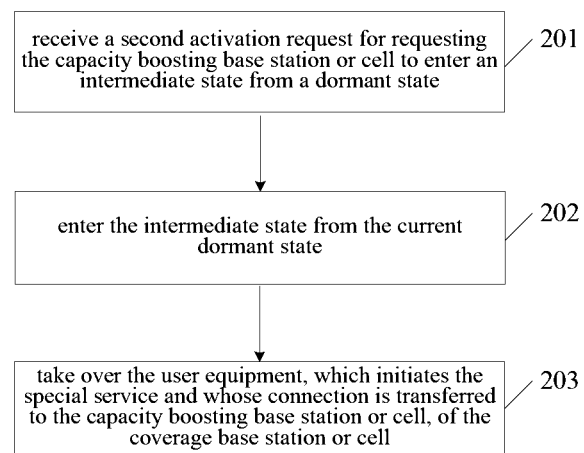 receive a second activation request for requesting
the capacity boosting base station or cell to enter an
intermediate state from a dormant state
201
enter the intermediate state from the current
dormant state
202
take over the user equipment, which initiates the
special service and whose connection is transferred
to the capacity boosting base station or cell, of the
coverage base station or cell
203